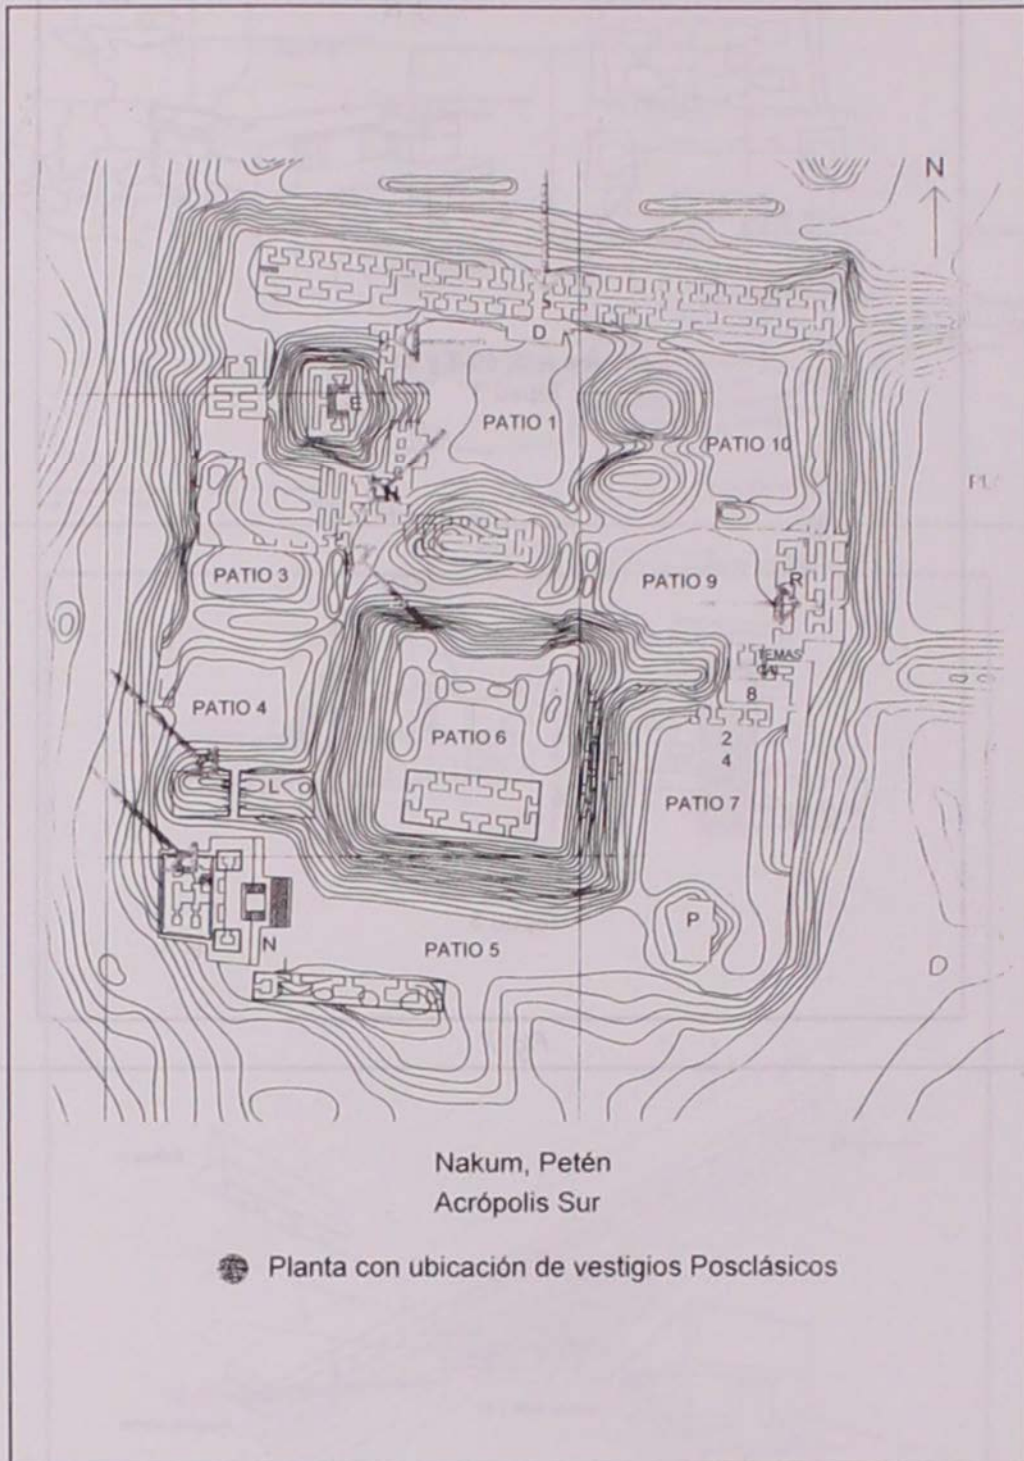 N
D
E
PATIO 1
PATIO 10
N
PATIO 3
PATIO 9
R
TEMAS
8
PATIO 4
2
4
PATIO 6
L
PATIO 7
P
N
PATIO 5
Nakum, Petén
Acrópolis Sur
Planta con ubicación de vestigios Posclásicos